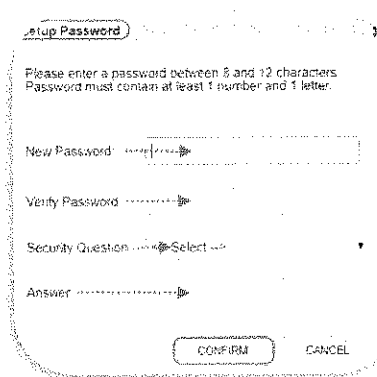 Setup Password
Please enter a password between 8 and 12 characters.
Password must contain at least 1 number and 1 letter.
New Password
Verify Password
Security Question Select
Answer
CONFIRM CANCEL